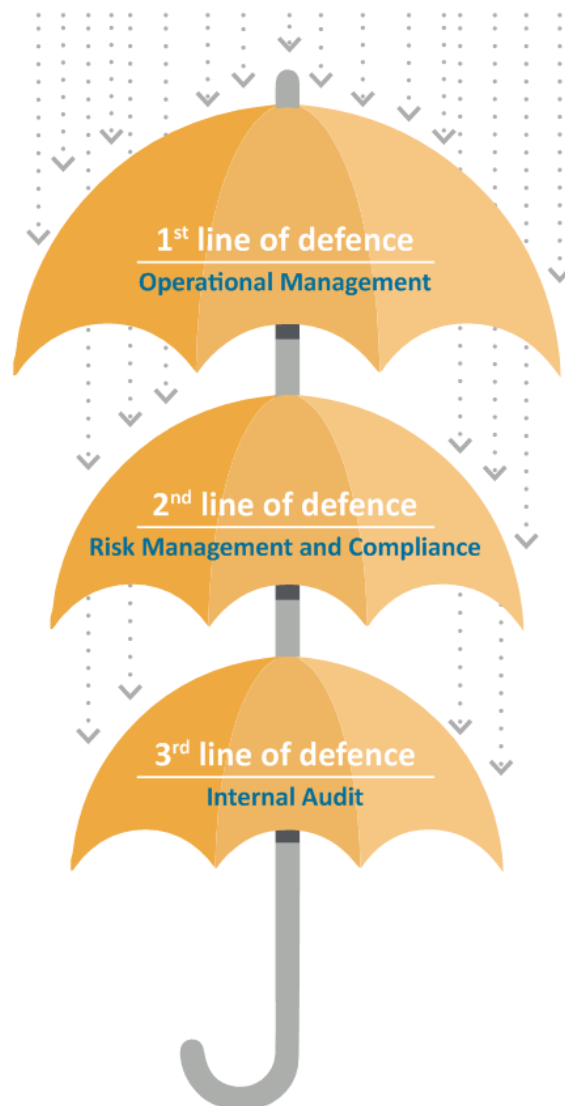 1st line of defence
Operational Management
2nd line of defence
Risk Management and Compliance
3rd line of defence
Internal Audit